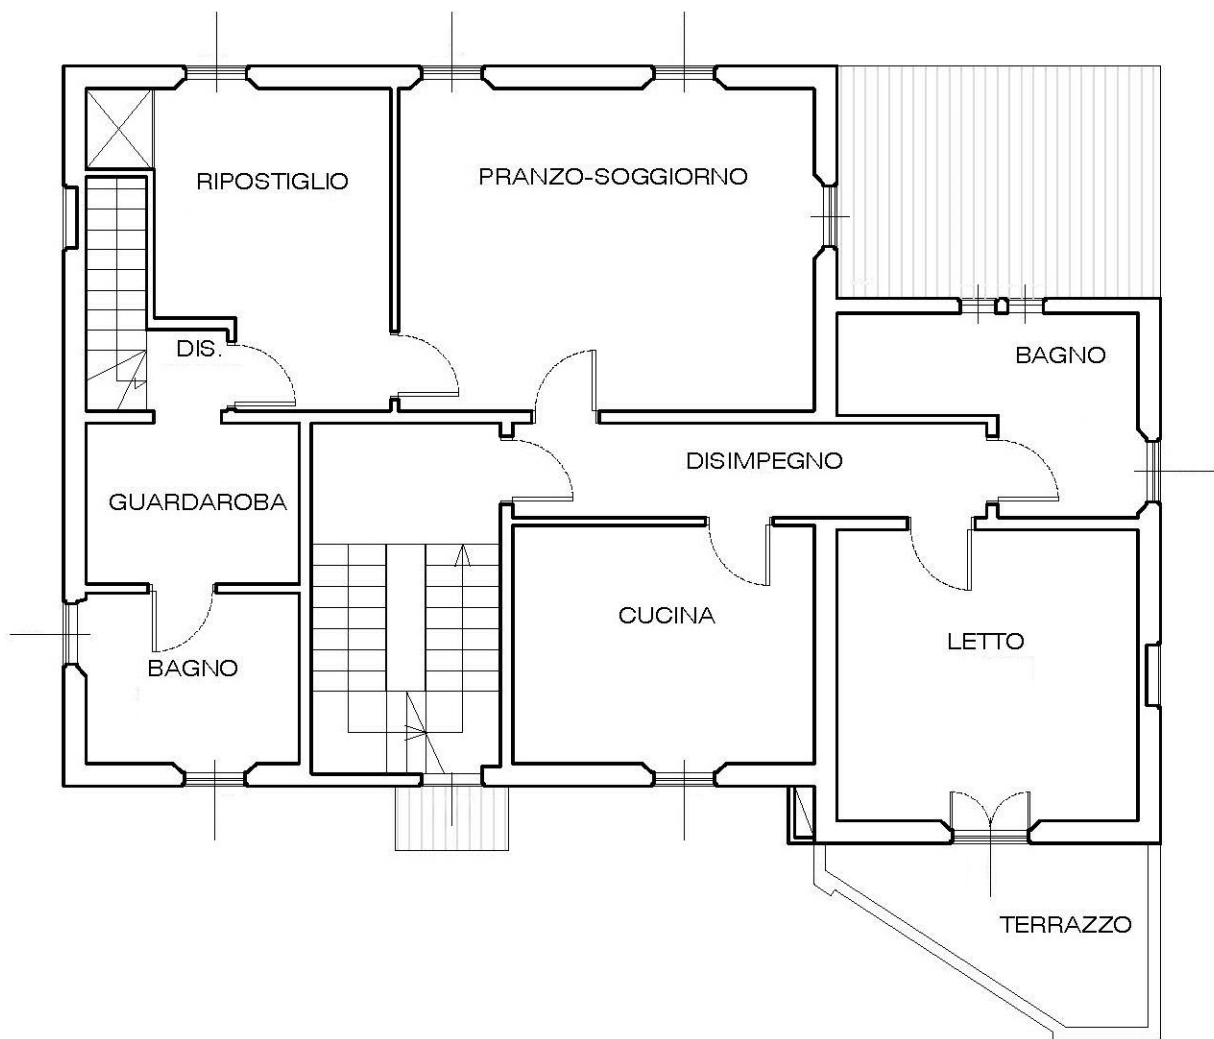 RIPOSTIGLIO
PRANZO-SOGGIORNO
DIS.
BAGNO
DISIMPEGNO
GUARDAROBA
CUCINA
LETTO
BAGNO
TERRAZZO